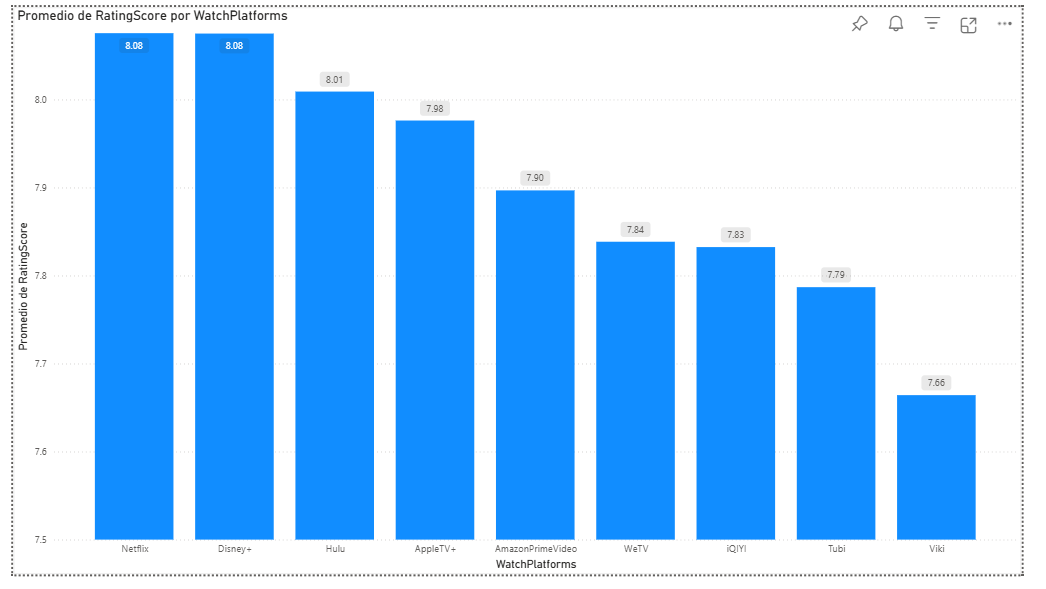 Promedio de RatingScore por WatchPlatforms
8.08
8.08
8.01
7.98
7.90
7.84
7.83
7.79
7.66
8.0
7.9
7.8
7.7
7.6
7.5
Promedio de RatingScore
Netflix
Disney+
Hulu
AppleTV+
AmazonPrimeVideo
WeTV
iQIYI
Tubi
Viki
WatchPlatforms